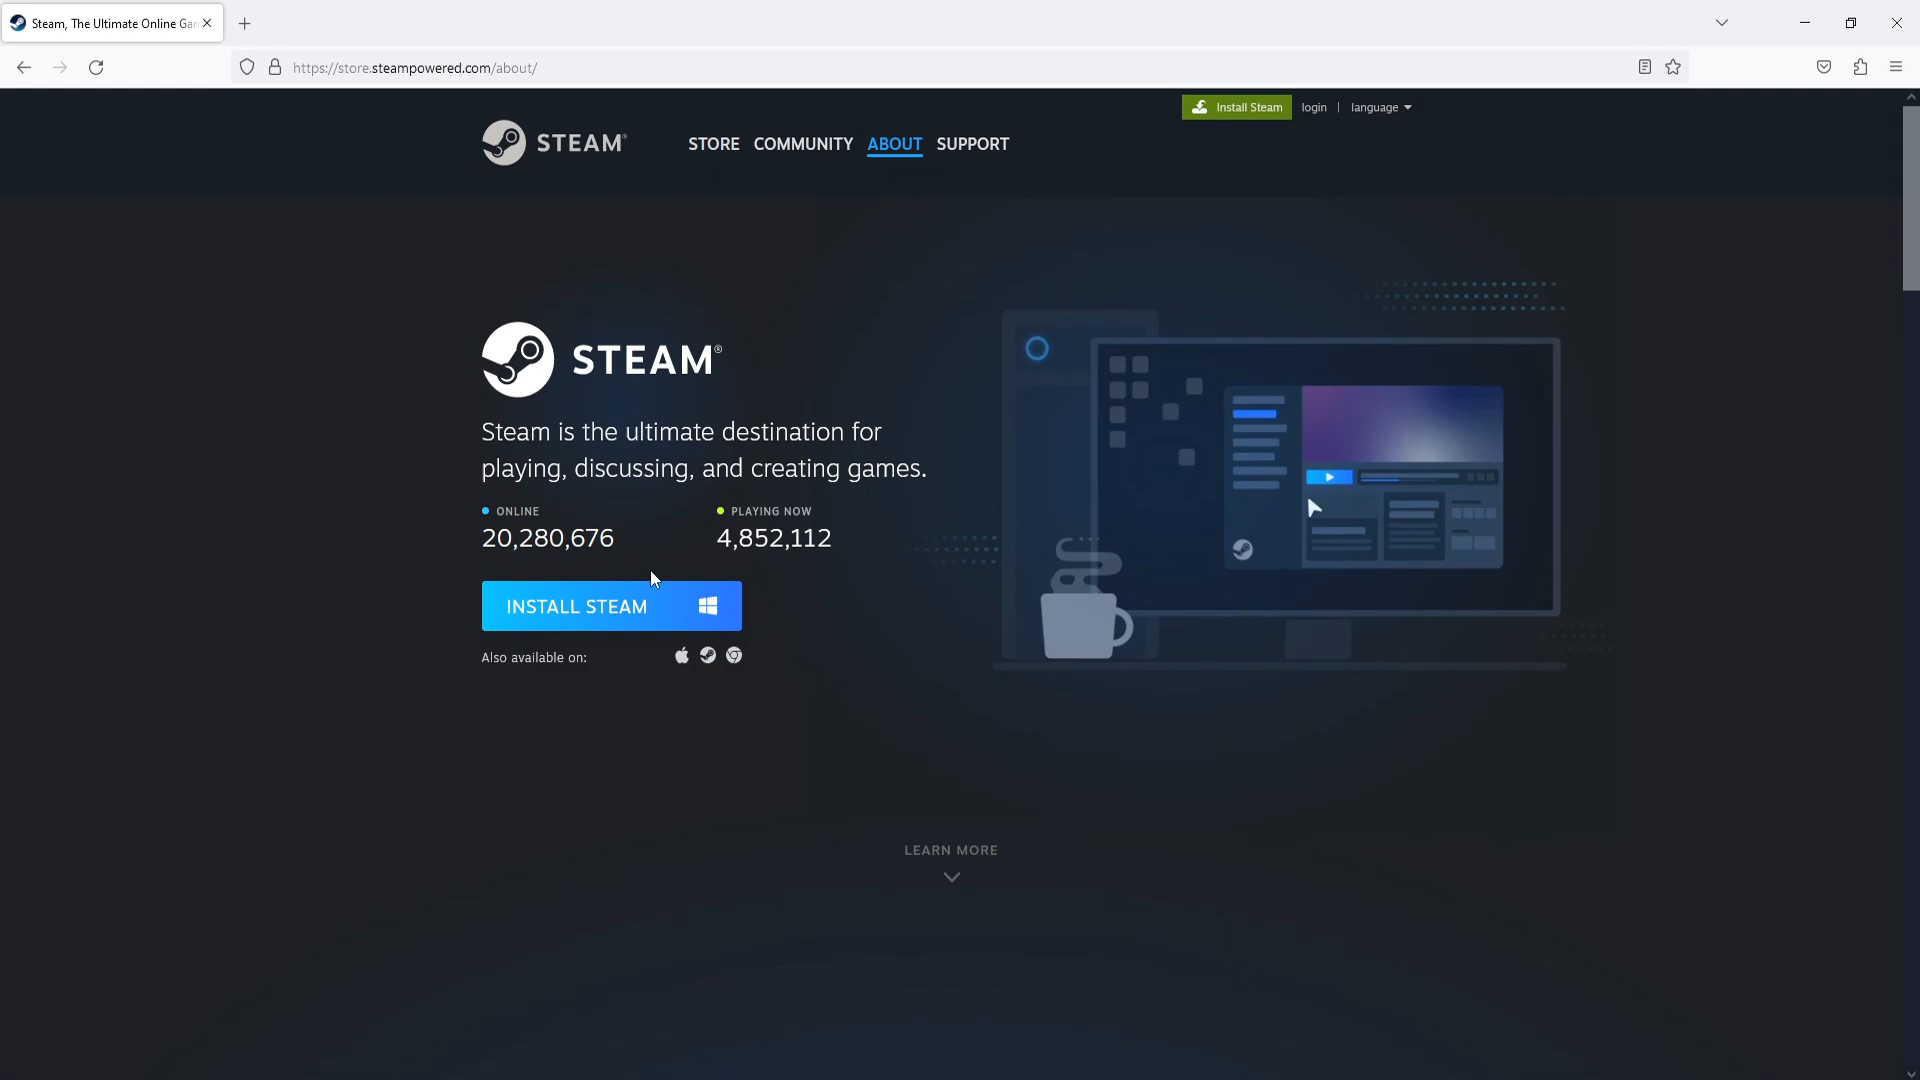 Steam, The Ultimate Online Gar
https://store.steampowered.com/about/
Install Steam login | language
STEAM®
STORE COMMUNITY ABOUT SUPPORT
STEAM®
Steam is the ultimate destination for
playing, discussing, and creating games.
ONLINE
20,280,676
PLAYING NOW
4,852,112
INSTALL STEAM
Also available on:
LEARN MORE